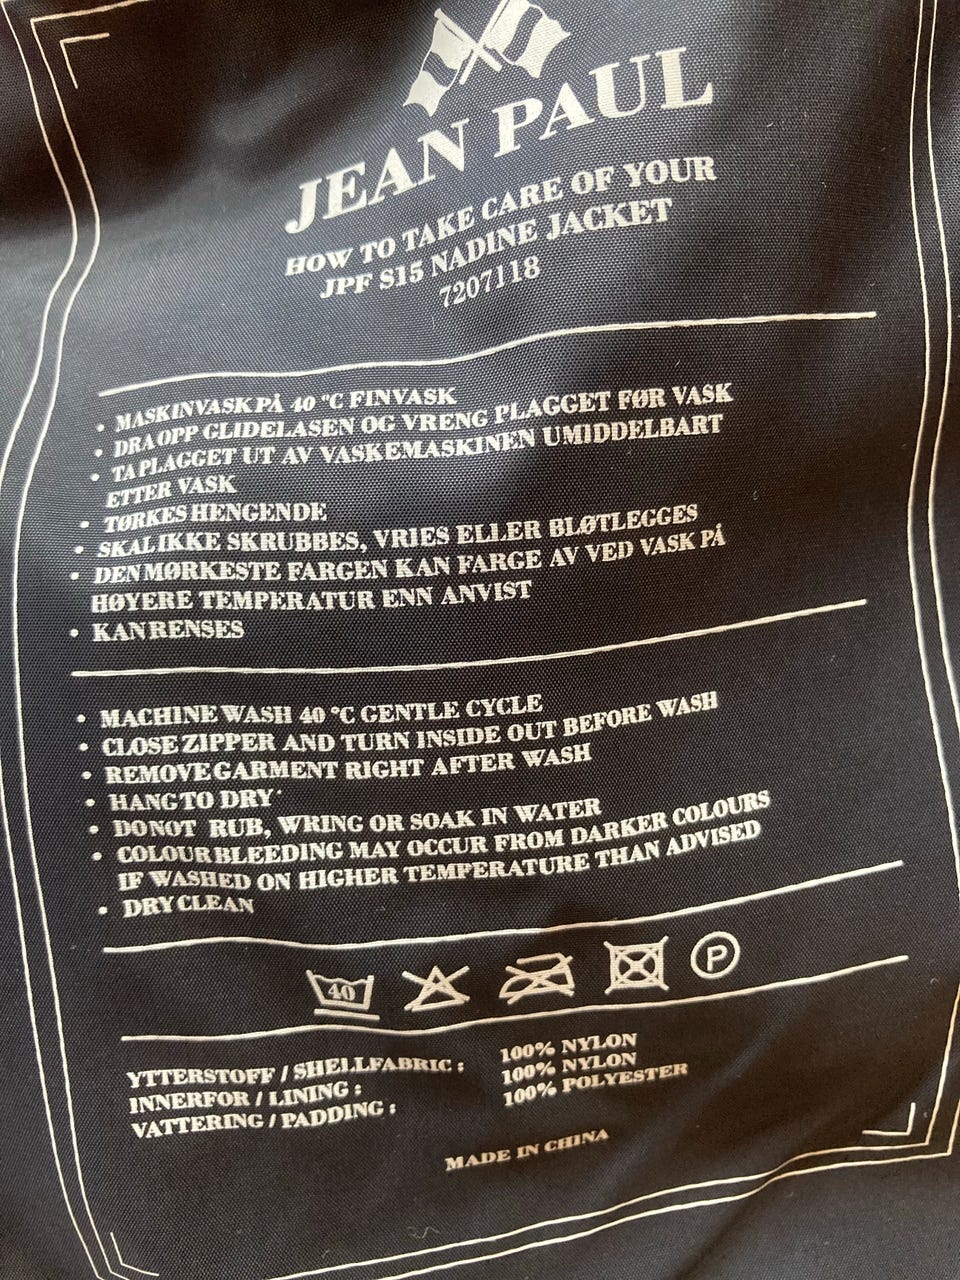 JEAN PAUL
HOW TO TAKE CARE OF YOUR
JPF S15 NADINE JACKET
7207118
• MASKINVASK PÅ 40 °C FINVASK
• DRA OPP GLIDELÅSEN OG VRENG PLAGGET FØR VASK
• TA PLAGGET UT AV VASKEMASKINEN UMIDDELBART
ETTER VASK
• TØRKES HENGENDE
• SKAL IKKE SKRUBBES, VRIES ELLER BLØTLEGGES
• DEN MØRKESTE FARGEN KAN FARGE AV VED VASK PÅ
HØYERE TEMPERATUR ENN ANVIST
• KAN RENSES
• MACHINE WASH 40 °C GENTLE CYCLE
• CLOSE ZIPPER AND TURN INSIDE OUT BEFORE WASH
• REMOVE GARMENT RIGHT AFTER WASH
• HANG TO DRY
• DO NOT RUB, WRING OR SOAK IN WATER
• COLOUR BLEEDING MAY OCCUR FROM DARKER COLOURS
IF WASHED ON HIGHER TEMPERATURE THAN ADVISED
• DRY CLEAN
40 P
YTTERSTOFF / SHELLFABRIC : 100% NYLON
INNERFOR / LINING : 100% NYLON
VATTERING / PADDING : 100% POLYESTER
MADE IN CHINA